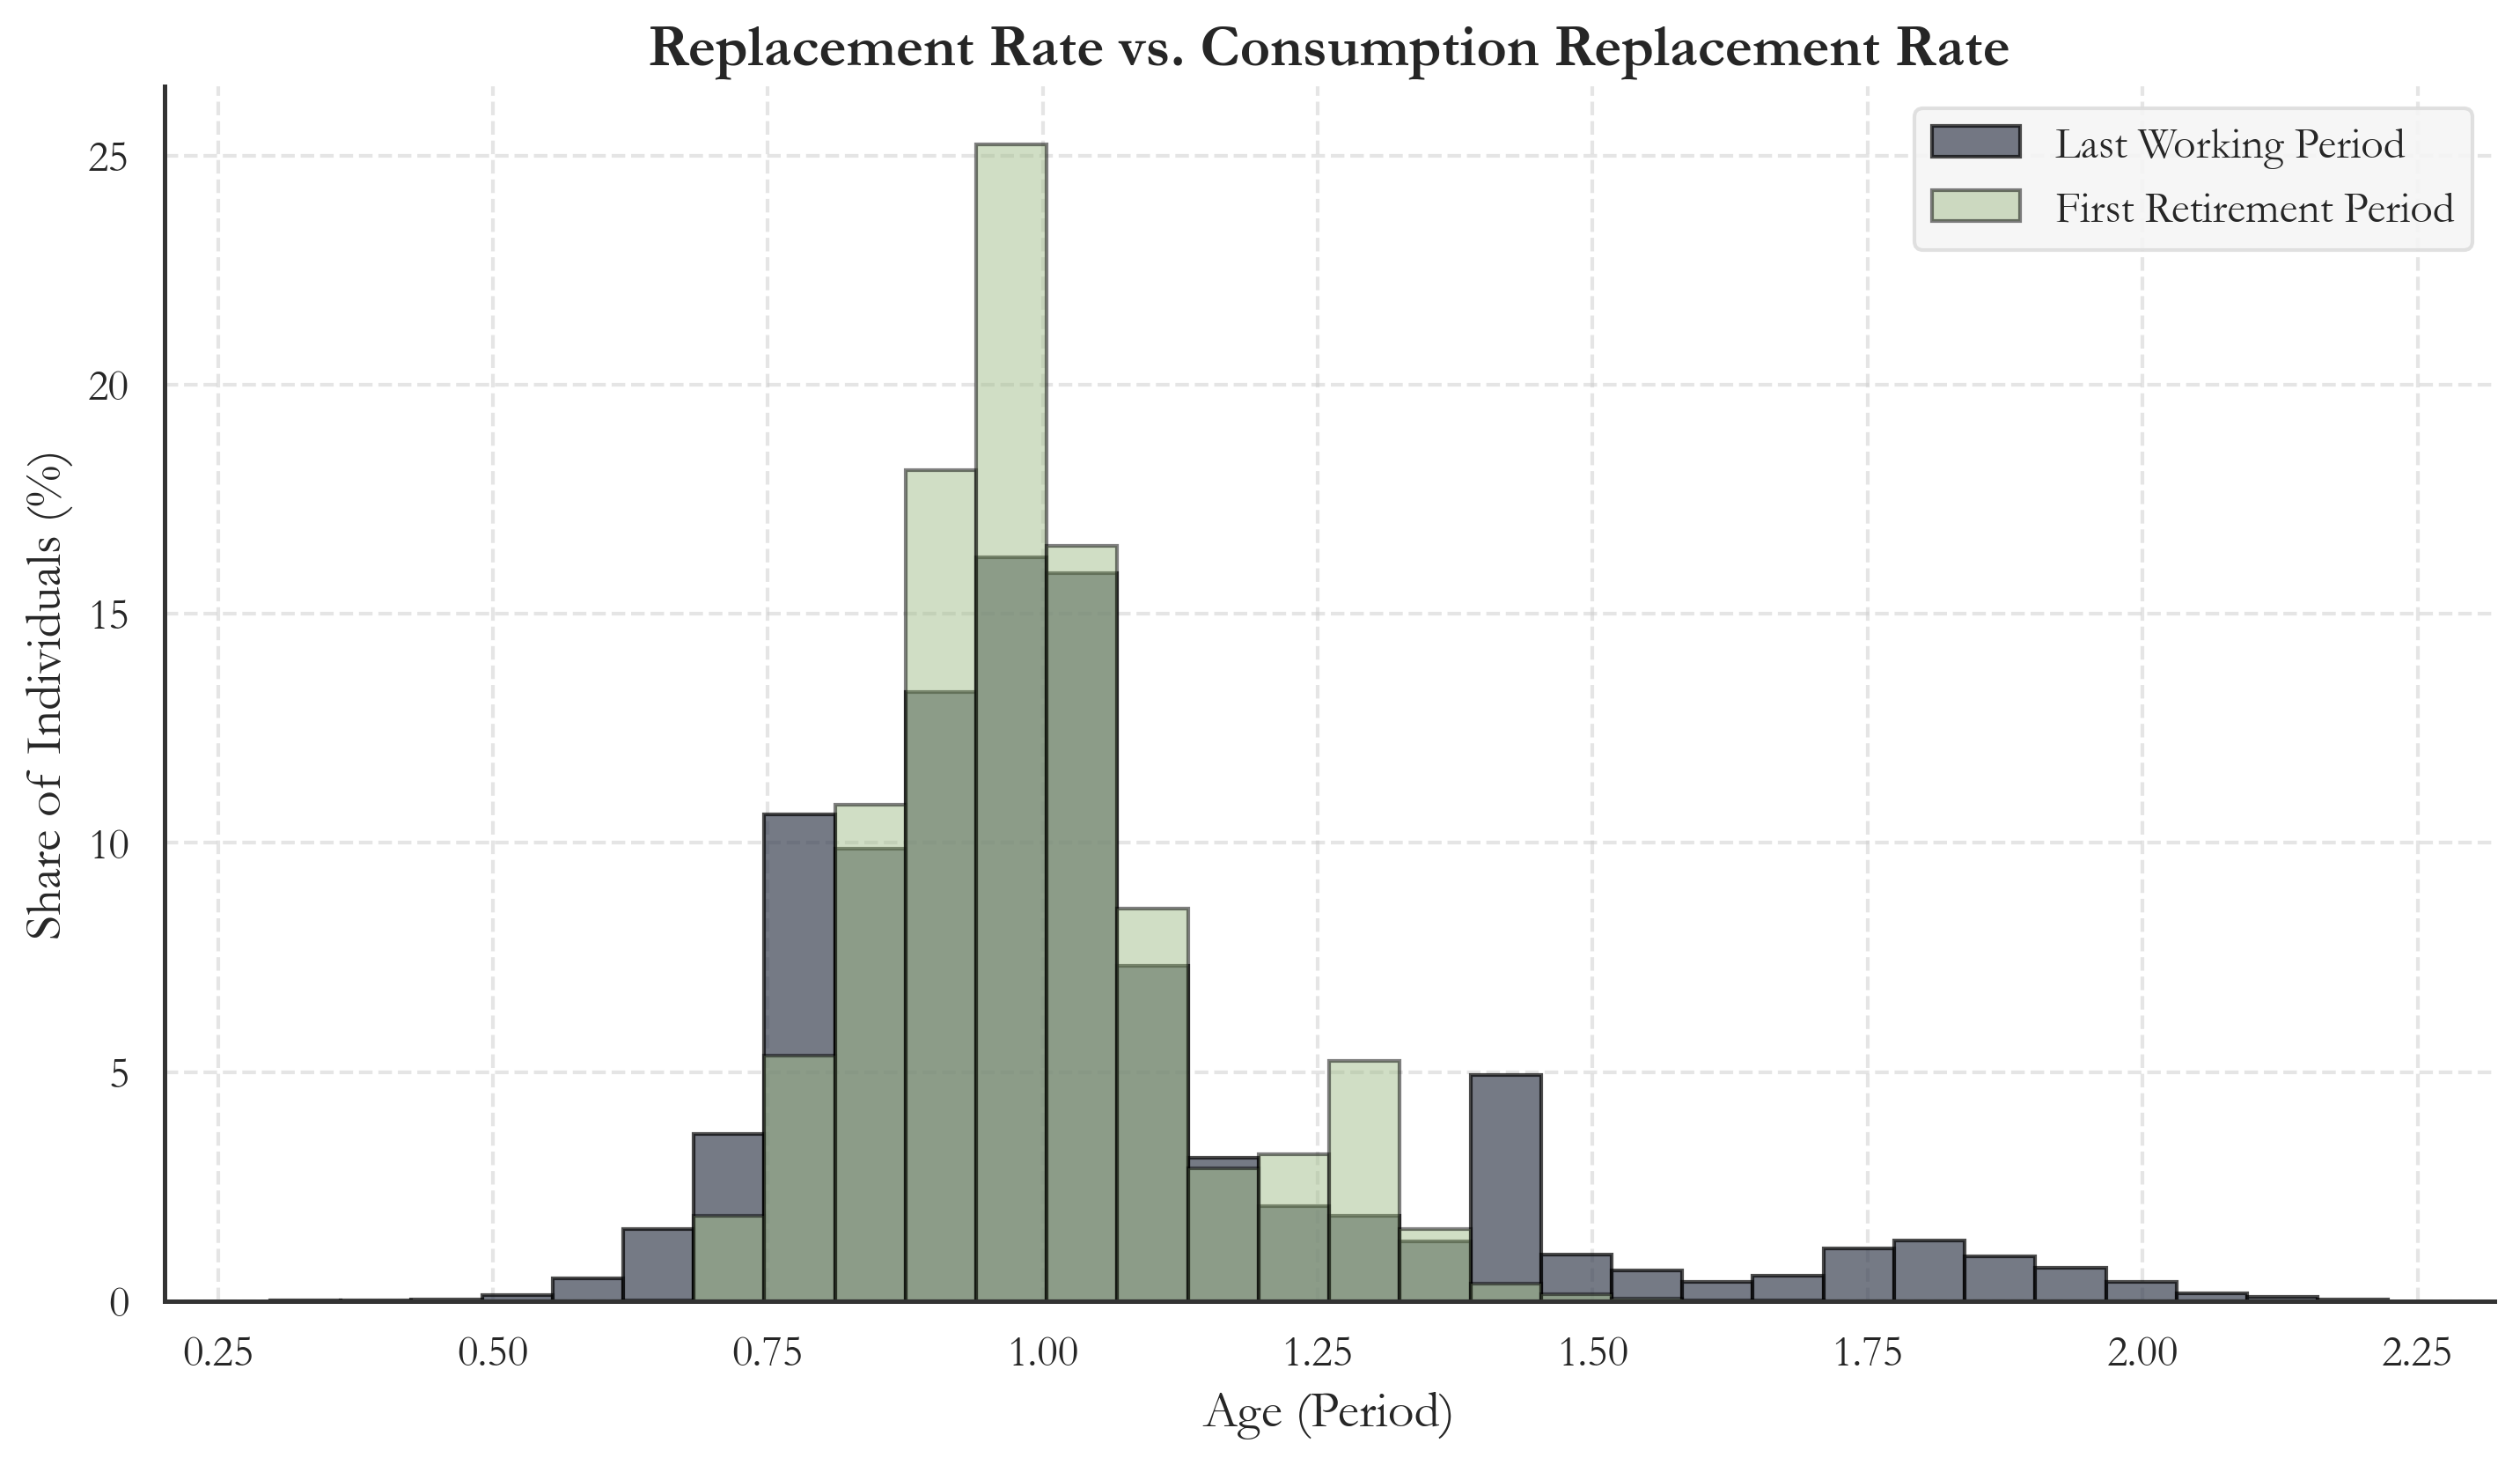 Replacement Rate vs. Consumption Replacement Rate
Last Working Period
First Retirement Period
Share of Individuals (%)
25
20
15
10
5
0
0.25 0.50 0.75 1.00 1.25 1.50 1.75 2.00 2.25
Age (Period)